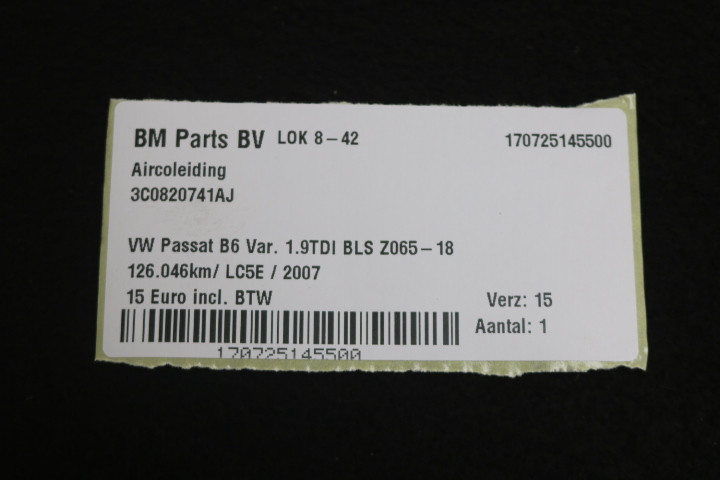 BM Parts BV LOK 8-42 170725145500
Aircoleiding
3C0820741AJ
VW Passat B6 Var. 1.9TDI BLS Z065-18
126.046km/ LC5E / 2007
15 Euro incl. BTW Verz: 15
Aantal: 1
170725145500